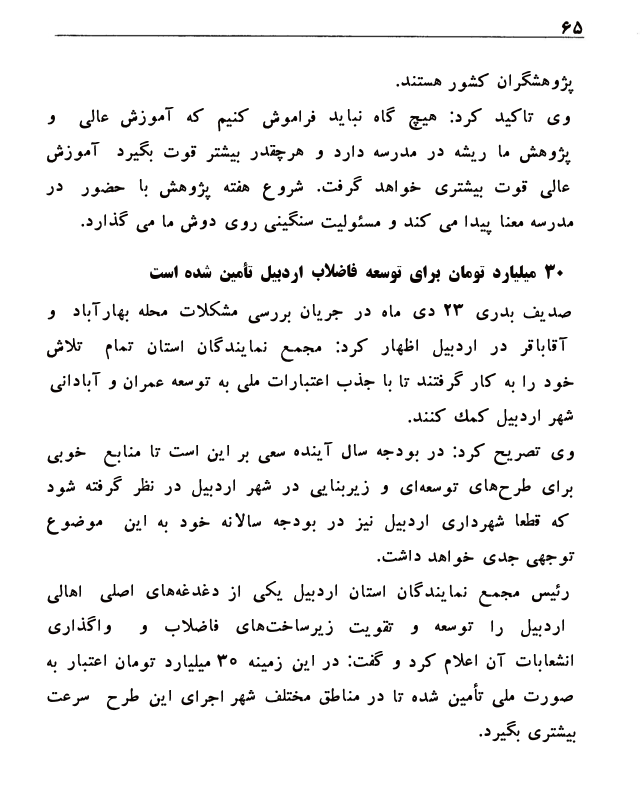 ۶۵
پژوهشگران کشور هستند.
وی تاکید کرد: هیچ گاه نباید فراموش کنیم که آموزش عالی و
پژوهش ما ریشه در مدرسه دارد و هرچقدر بیشتر قوت بگیرد آموزش
عالی قوت بیشتری خواهد گرفت. شروع هفته پژوهش با حضور در
مدرسه معنا پیدا می کند و مسئولیت سنگینی روی دوش ما می گذارد.
۳۰ میلیارد تومان برای توسعه فاضلاب اردبیل تأمین شده است
صدیف بدری ۲۳ دی ماه در جریان بررسی مشکلات محله بهارآباد و
آقاباقر در اردبیل اظهار کرد: مجمع نمایندگان استان تمام تلاش
خود را به کار گرفتند تا با جذب اعتبارات ملی به توسعه عمران و آبادانی
شهر اردبیل کمك کنند.
وی تصریح کرد: در بودجه سال آینده سعی بر این است تا منابع خوبی
برای طرح‌های توسعه‌ای و زیربنایی در شهر اردبیل در نظر گرفته شود
که قطعا شهرداری اردبیل نیز در بودجه سالانه خود به این موضوع
توجهی جدی خواهد داشت.
رئیس مجمع نمایندگان استان اردبیل یکی از دغدغه‌های اصلی اهالی
اردبیل را توسعه و تقویت زیرساخت‌های فاضلاب و واگذاری
انشعابات آن اعلام کرد و گفت: در این زمینه ۳۰ میلیارد تومان اعتبار به
صورت ملی تأمین شده تا در مناطق مختلف شهر اجرای این طرح سرعت
بیشتری بگیرد.